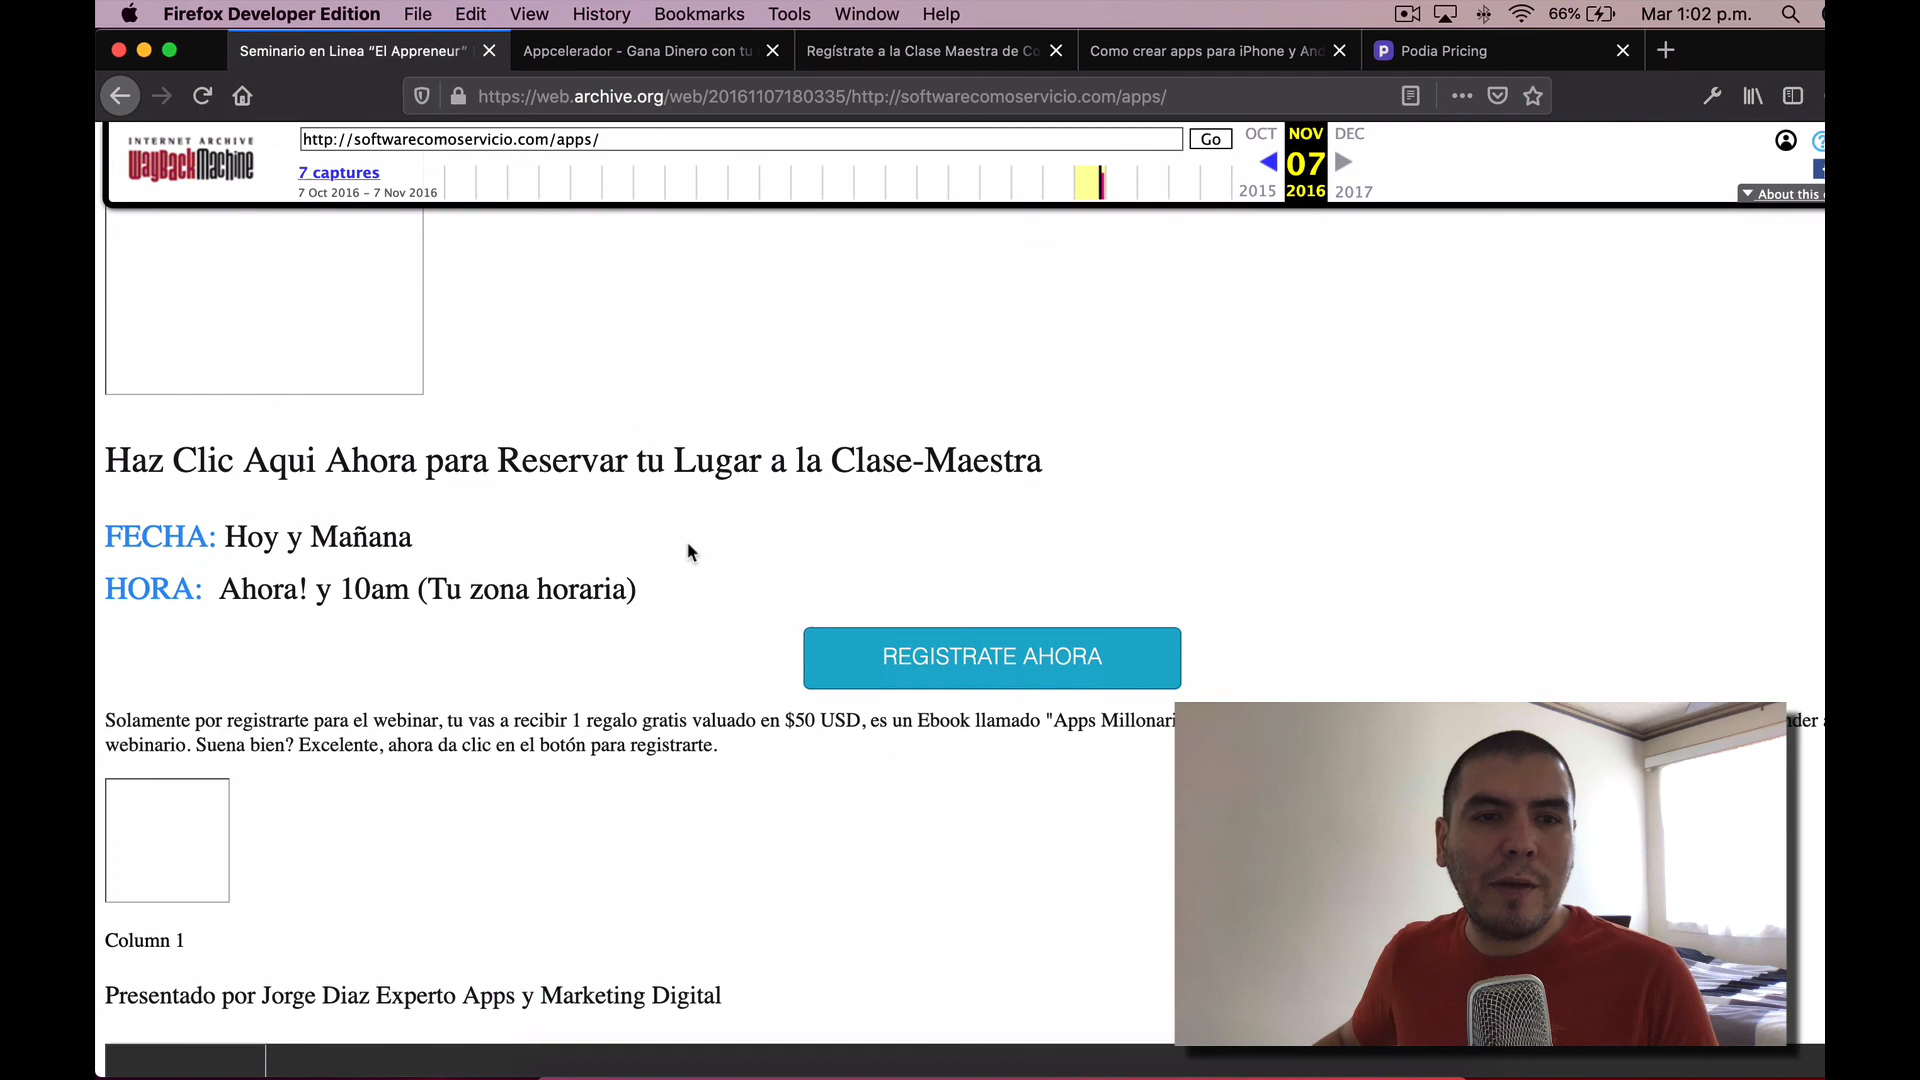 Firefox Developer Edition File Edit View History Bookmarks Tools Window Help 66% Mar 1:02 p.m.
Seminario en Linea “El Appreneur” Appcelerador - Gana Dinero con tu Regístrate a la Clase Maestra de Co Como crear apps para iPhone y And Podia Pricing
https://web.archive.org/web/20161107180335/http://softwarecomoservicio.com/apps/
INTERNET ARCHIVE
WayBackMachine
http://softwarecomoservicio.com/apps/ Go
7 captures
7 Oct 2016 – 7 Nov 2016
OCT NOV DEC
07
2015 2016 2017
About this
Haz Clic Aqui Ahora para Reservar tu Lugar a la Clase-Maestra
FECHA: Hoy y Mañana
HORA: Ahora! y 10am (Tu zona horaria)
REGISTRATE AHORA
Solamente por registrarte para el webinar, tu vas a recibir 1 regalo gratis valuado en $50 USD, es un Ebook llamado "Apps Millonari
webinario. Suena bien? Excelente, ahora da clic en el botón para registrarte.
Column 1
Presentado por Jorge Diaz Experto Apps y Marketing Digital